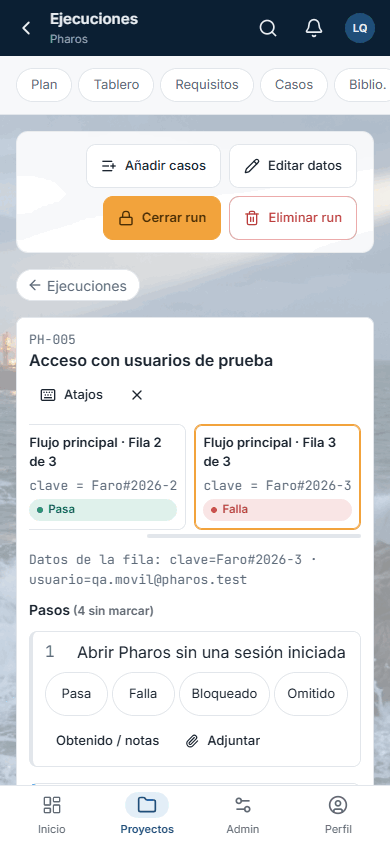 Ejecuciones
Pharos
LQ
Plan
Tablero
Requisitos
Casos
Biblio.
Añadir casos
Editar datos
Cerrar run
Eliminar run
Ejecuciones
PH-005
Acceso con usuarios de prueba
Atajos
Flujo principal · Fila 2
de 3
clave = Faro#2026-2
Pasa
Flujo principal · Fila 3
de 3
clave = Faro#2026-3
Falla
Datos de la fila: clave=Faro#2026-3 ·
usuario=qa.movil@pharos.test
Pasos (4 sin marcar)
1 Abrir Pharos sin una sesión iniciada
Pasa
Falla
Bloqueado
Omitido
Obtenido / notas
Adjuntar
Inicio
Proyectos
Admin
Perfil